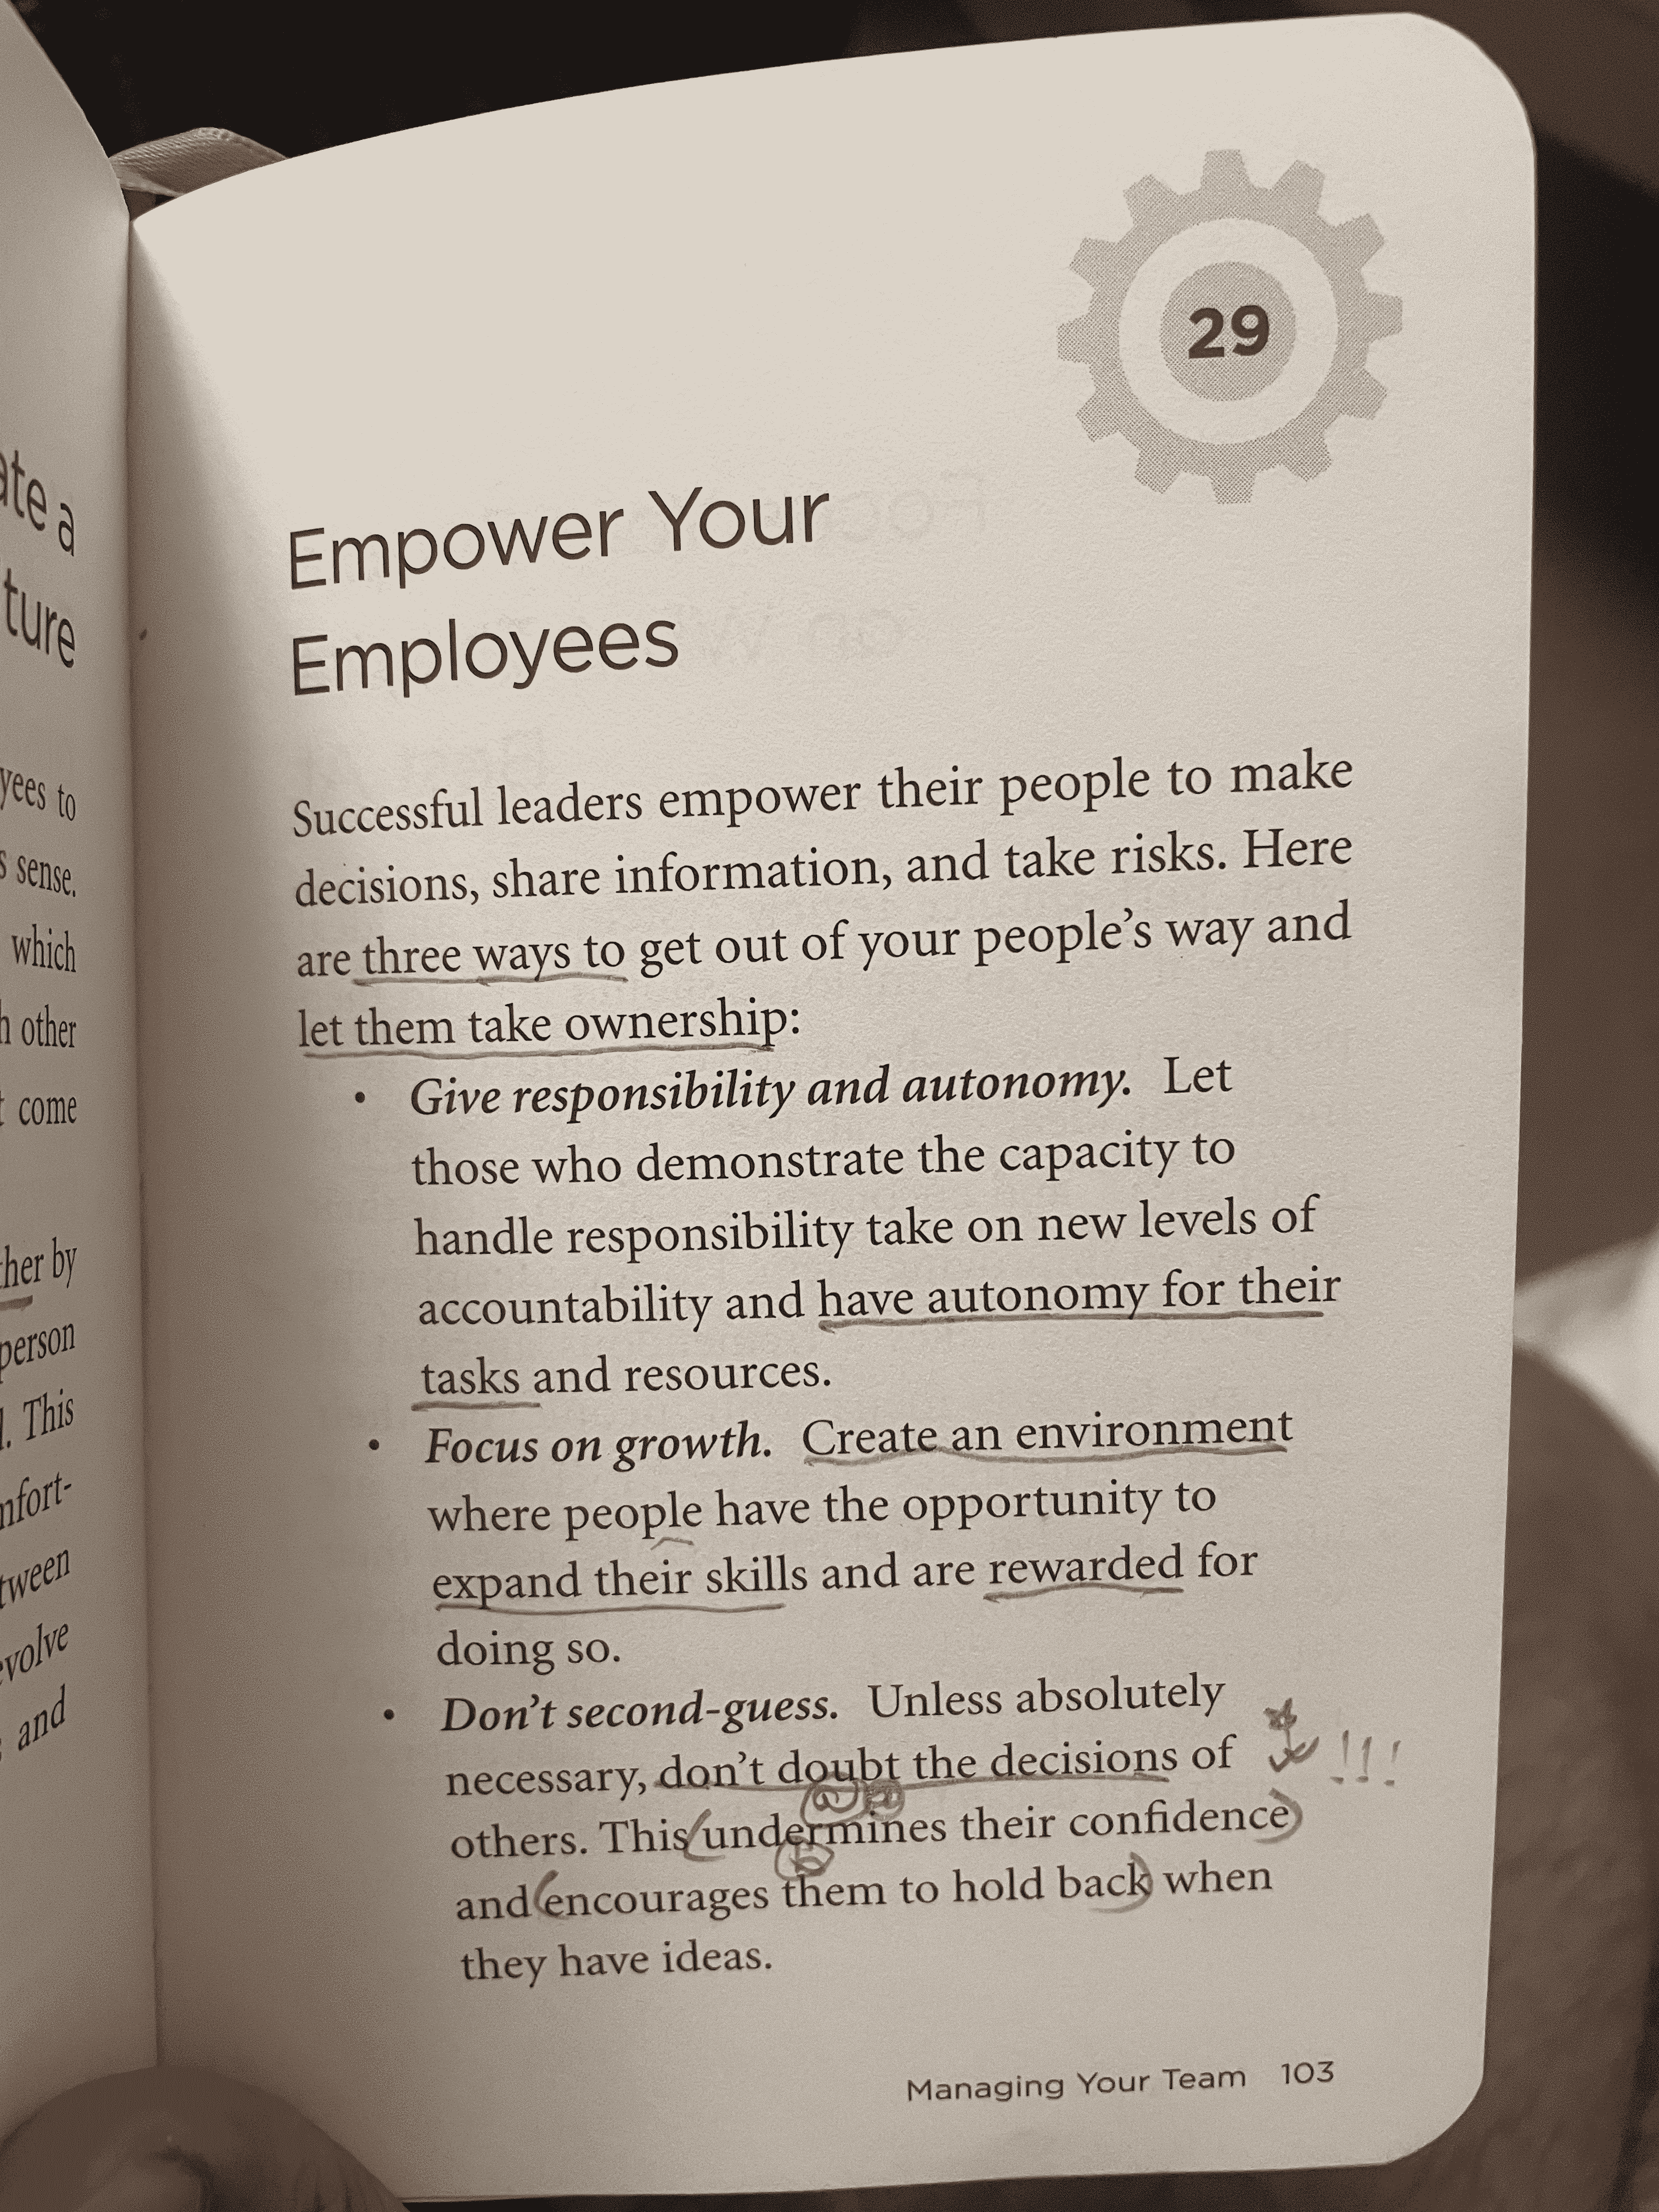 ate a
ture
yees to
s sense.
which
h other
come
ther by
person
This
nfort-
tween
evolve
and
29
Empower Your
Employees
Successful leaders empower their people to make
decisions, share information, and take risks. Here
are three ways to get out of your people’s way and
let them take ownership:
• Give responsibility and autonomy. Let
those who demonstrate the capacity to
handle responsibility take on new levels of
accountability and have autonomy for their
tasks and resources.
• Focus on growth. Create an environment
where people have the opportunity to
expand their skills and are rewarded for
doing so.
• Don’t second-guess. Unless absolutely
necessary, don’t doubt the decisions of
!!!
others. This (undermines their confidence)
and (encourages them to hold back) when
they have ideas.
Managing Your Team 103